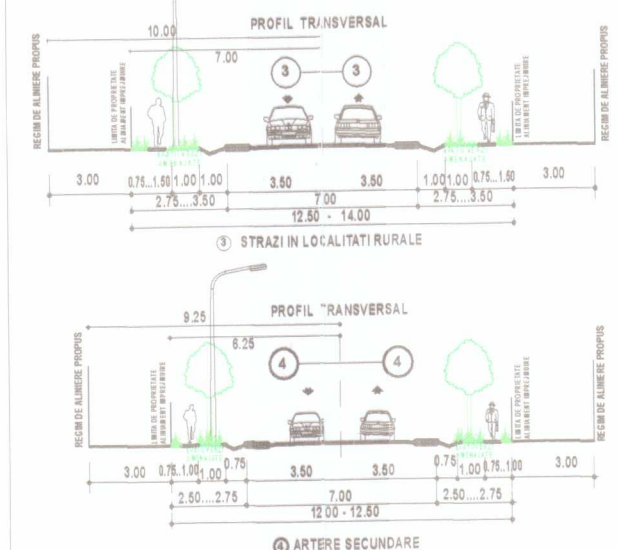 PROFIL TRANSVERSAL
10.00
7.00
3 3
REGIM DE ALINIERE PROPUS
LIMITA DE PROPRIETATE
ALINIAMENT IMPREJMUIRE
LIMITA DE PROPRIETATE
ALINIAMENT IMPREJMUIRE
REGIM DE ALINIERE PROPUS
3.00 0.75...1.50 1.00 1.00 3.50 3.50 1.00 1.00 0.75...1.50 3.00
2.75....3.50 7.00 2.75....3.50
12.50 - 14.00
3 STRAZI IN LOCALITATI RURALE
PROFIL TRANSVERSAL
9.25
6.25
4 4
REGIM DE ALINIERE PROPUS
LIMITA DE PROPRIETATE
ALINIAMENT IMPREJMUIRE
LIMITA DE PROPRIETATE
ALINIAMENT IMPREJMUIRE
REGIM DE ALINIERE PROPUS
3.00 0.75..1.00 1.00 0.75 3.50 3.50 0.75 1.00 0.75..1.00 3.00
2.50....2.75 7.00 2.50....2.75
12.00 - 12.50
4 ARTERE SECUNDARE